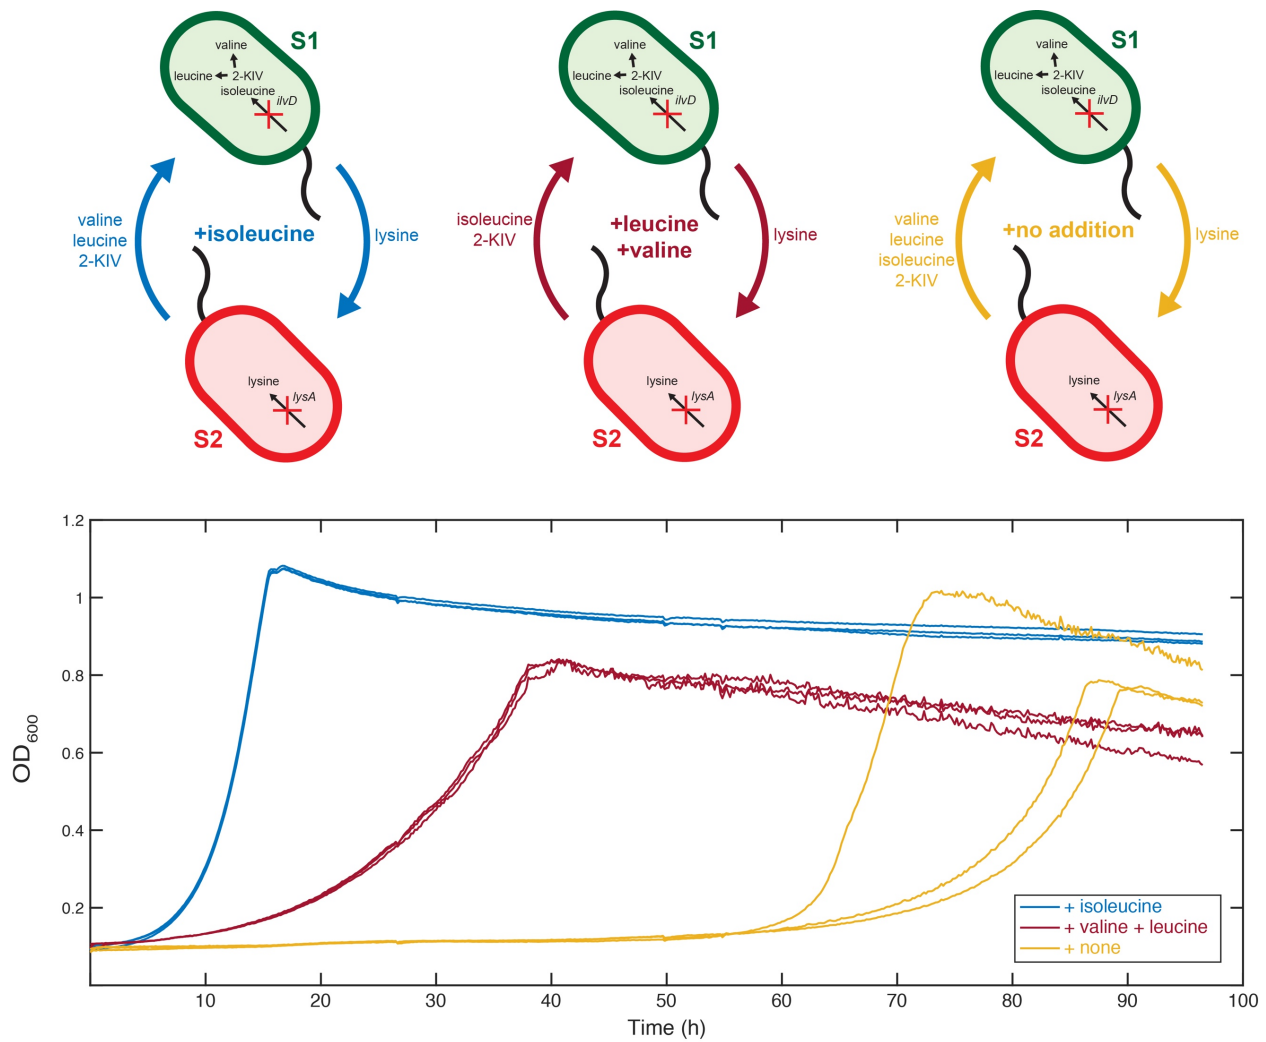 S1
valine
leucine
2-KIV
isoleucine
ilvD
valine
leucine
2-KIV
+isoleucine
lysine
lysine
lysA
S2
S1
valine
leucine
2-KIV
isoleucine
ilvD
isoleucine
2-KIV
+leucine
+valine
lysine
lysine
lysA
S2
S1
valine
leucine
2-KIV
isoleucine
ilvD
valine
leucine
isoleucine
2-KIV
+no addition
lysine
lysine
lysA
S2
1.2
1
0.8
0.6
0.4
0.2
OD600
+ isoleucine
+ valine + leucine
+ none
10 20 30 40 50 60 70 80 90 100
Time (h)